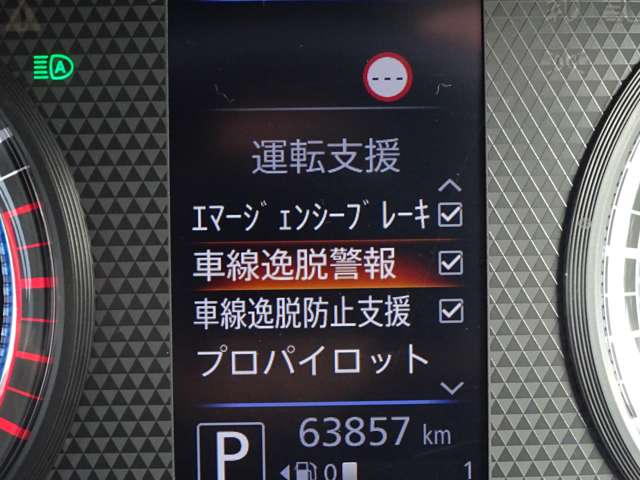 A
---
運転支援
ｴﾏｰｼﾞｪﾝｼｰﾌﾞﾚｰｷ
車線逸脱警報
車線逸脱防止支援
プロパイロット
P 63857 km
0 1